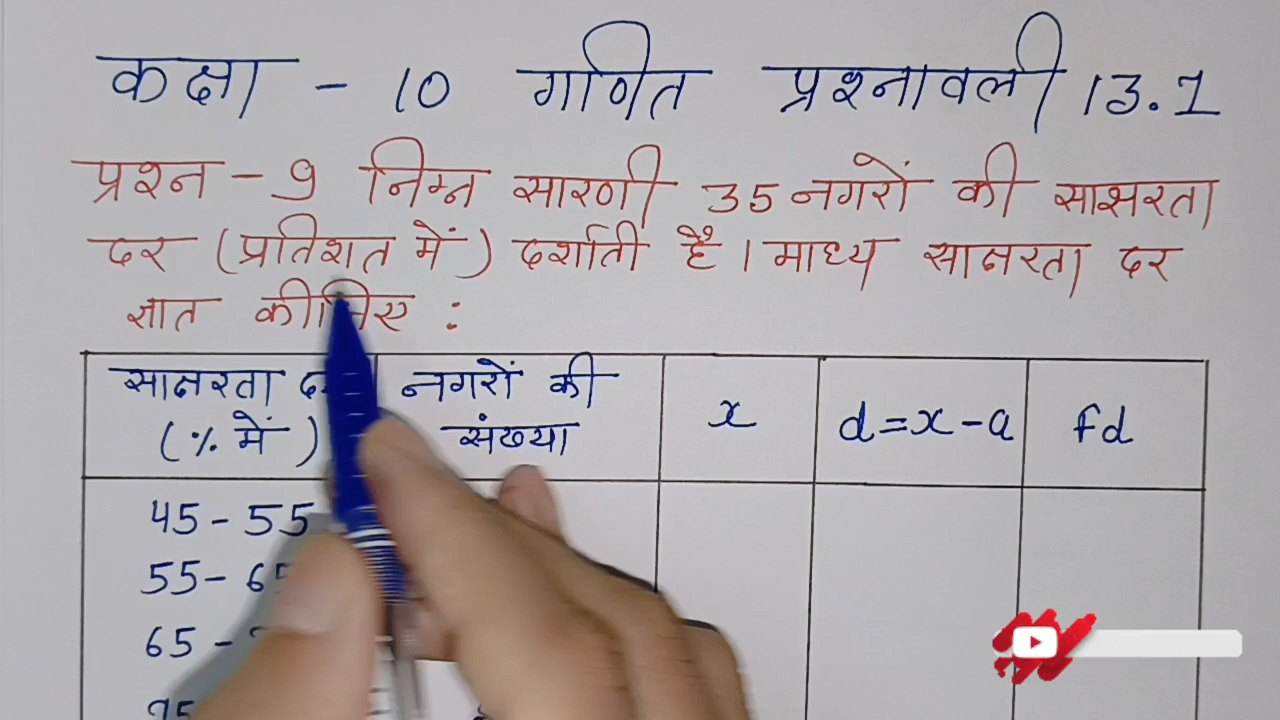 कक्षा - 10 गणित प्रश्नावली 13.1
प्रश्न - 9 निम्न सारणी 35 नगरों की साक्षरता
दर (प्रतिशत में) दर्शाती है। माध्य साक्षरता दर
ज्ञात कीजिए :
साक्षरता
(% में)
नगरों की
संख्या
x
d=x-a
fd
45-55
55-6
65-